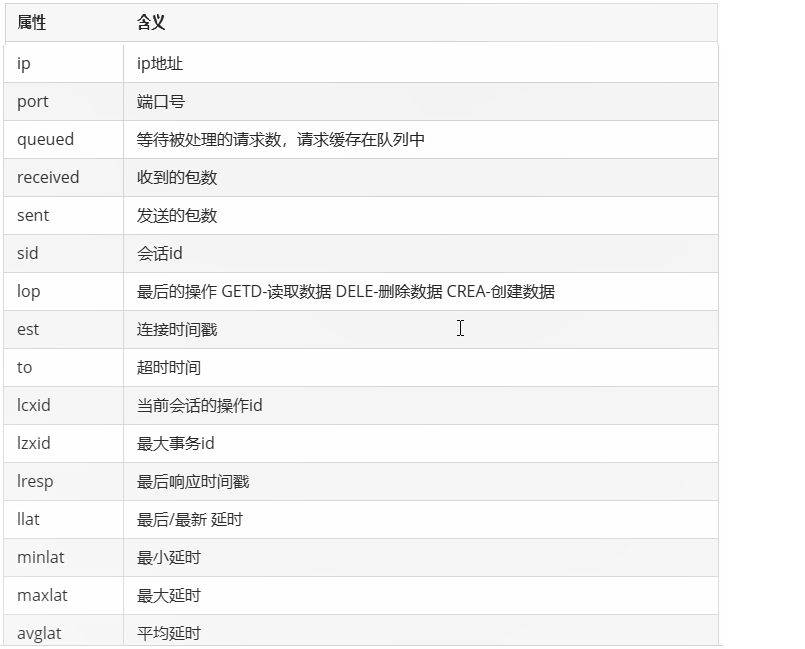 属性 含义
ip ip地址
port 端口号
queued 等待被处理的请求数，请求缓存在队列中
received 收到的包数
sent 发送的包数
sid 会话id
lop 最后的操作 GETD-读取数据 DELE-删除数据 CREA-创建数据
est 连接时间戳
to 超时时间
lcxid 当前会话的操作id
lzxid 最大事务id
lresp 最后响应时间戳
llat 最后/最新 延时
minlat 最小延时
maxlat 最大延时
avglat 平均延时